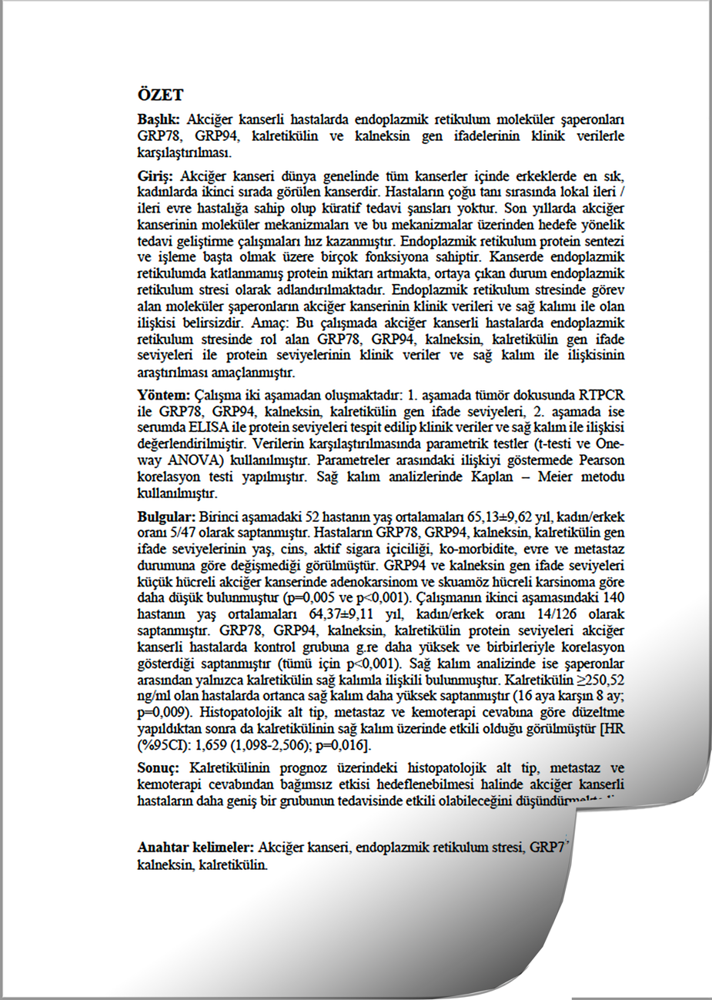 ÖZET
Başlık: Akciğer kanserli hastalarda endoplazmik retikulum moleküler şaperonları
GRP78, GRP94, kalretikülin ve kalneksin gen ifadelerinin klinik verilerle
karşılaştırılması.
Giriş: Akciğer kanseri dünya genelinde tüm kanserler içinde erkeklerde en sık,
kadınlarda ikinci sırada görülen kanserdir. Hastaların çoğu tanı sırasında lokal ileri /
ileri evre hastalığa sahip olup küratif tedavi şansları yoktur. Son yıllarda akciğer
kanserinin moleküler mekanizmaları ve bu mekanizmalar üzerinden hedefe yönelik
tedavi geliştirme çalışmaları hız kazanmıştır. Endoplazmik retikulum protein sentezi
ve işleme başta olmak üzere birçok fonksiyona sahiptir. Kanserde endoplazmik
retikulumda katlanmamış protein miktarı artmakta, ortaya çıkan durum endoplazmik
retikulum stresi olarak adlandırılmaktadır. Endoplazmik retikulum stresinde görev
alan moleküler şaperonların akciğer kanserinin klinik verileri ve sağ kalımı ile olan
ilişkisi belirsizdir. Amaç: Bu çalışmada akciğer kanserli hastalarda endoplazmik
retikulum stresinde rol alan GRP78, GRP94, kalneksin, kalretikülin gen ifade
seviyeleri ile protein seviyelerinin klinik veriler ve sağ kalım ile ilişkisinin
araştırılması amaçlanmıştır.
Yöntem: Çalışma iki aşamadan oluşmaktadır: 1. aşamada tümör dokusunda RTPCR
ile GRP78, GRP94, kalneksin, kalretikülin gen ifade seviyeleri, 2. aşamada ise
serumda ELISA ile protein seviyeleri tespit edilip klinik veriler ve sağ kalım ile ilişkisi
değerlendirilmiştir. Verilerin karşılaştırılmasında parametrik testler (t-testi ve One-
way ANOVA) kullanılmıştır. Parametreler arasındaki ilişkiyi göstermede Pearson
korelasyon testi yapılmıştır. Sağ kalım analizlerinde Kaplan – Meier metodu
kullanılmıştır.
Bulgular: Birinci aşamadaki 52 hastanın yaş ortalamaları 65,13±9,62 yıl, kadın/erkek
oranı 5/47 olarak saptanmıştır. Hastaların GRP78, GRP94, kalneksin, kalretikülin gen
ifade seviyelerinin yaş, cins, aktif sigara içiciliği, ko-morbidite, evre ve metastaz
durumuna göre değişmediği görülmüştür. GRP94 ve kalneksin gen ifade seviyeleri
küçük hücreli akciğer kanserinde adenokarsinom ve skuamöz hücreli karsinoma göre
daha düşük bulunmuştur (p=0,005 ve p<0,001). Çalışmanın ikinci aşamasındaki 140
hastanın yaş ortalamaları 64,37±9,11 yıl, kadın/erkek oranı 14/126 olarak
saptanmıştır. GRP78, GRP94, kalneksin, kalretikülin protein seviyeleri akciğer
kanserli hastalarda kontrol grubuna g.re daha yüksek ve birbirleriyle korelasyon
gösterdiği saptanmıştır (tümü için p<0,001). Sağ kalım analizinde ise şaperonlar
arasından yalnızca kalretikülin sağ kalımla ilişkili bulunmuştur. Kalretikülin ≥250,52
ng/ml olan hastalarda ortanca sağ kalım daha yüksek saptanmıştır (16 aya karşın 8 ay;
p=0,009). Histopatolojik alt tip, metastaz ve kemoterapi cevabına göre düzeltme
yapıldıktan sonra da kalretikülinin sağ kalım üzerinde etkili olduğu görülmüştür [HR
(%95CI): 1,659 (1,098-2,506); p=0,016].
Sonuç: Kalretikülinin prognoz üzerindeki histopatolojik alt tip, metastaz ve
kemoterapi cevabından bağımsız etkisi hedeflenebilmesi halinde akciğer kanserli
hastaların daha geniş bir grubunun tedavisinde etkili olabileceğini
Anahtar kelimeler: Akciğer kanseri, endoplazmik retikulum stresi, GRP7
kalneksin, kalretikülin.